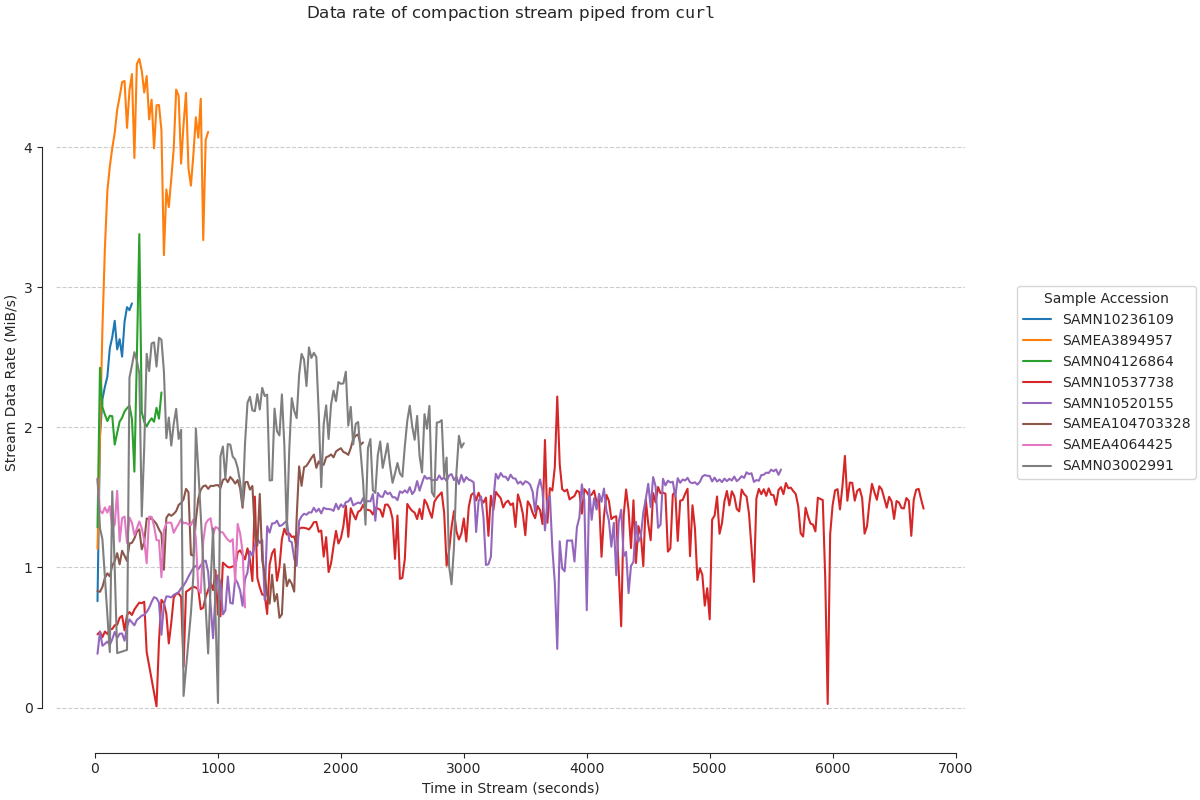 Data rate of compaction stream piped from curl
Stream Data Rate (MiB/s)
4
3
2
1
0
0 1000 2000 3000 4000 5000 6000 7000
Time in Stream (seconds)
Sample Accession
SAMN10236109
SAMEA3894957
SAMN04126864
SAMN10537738
SAMN10520155
SAMEA104703328
SAMEA4064425
SAMN03002991